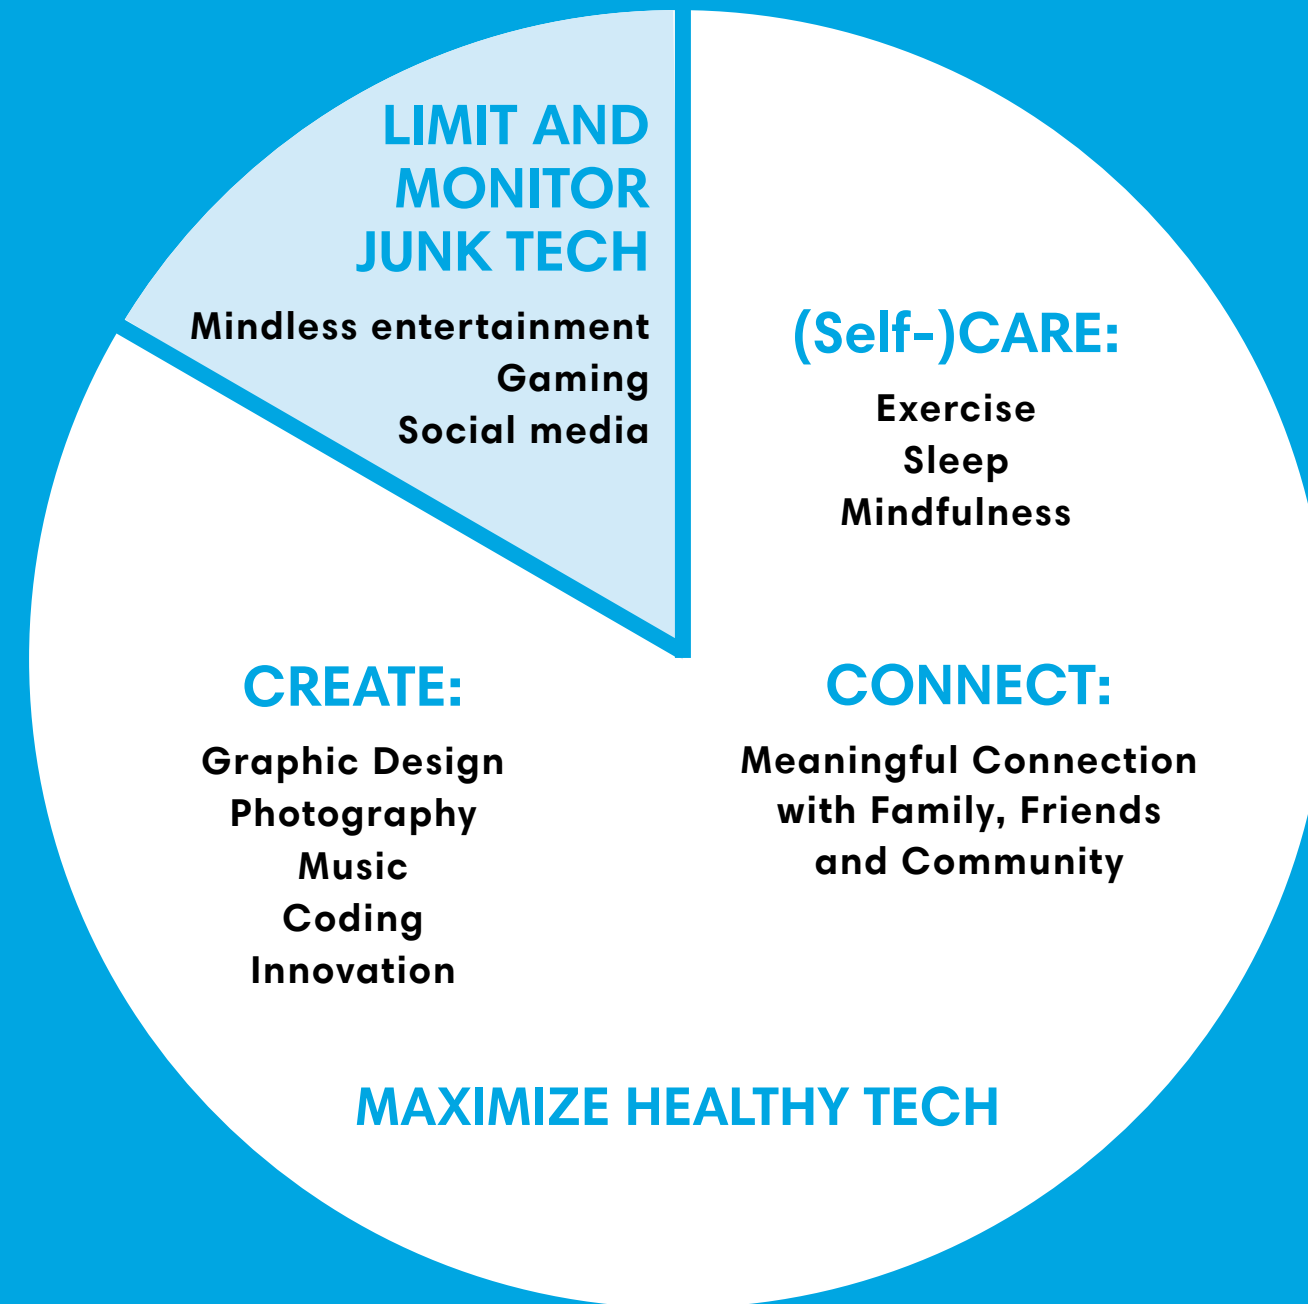 LIMIT AND
MONITOR
JUNK TECH
Mindless entertainment
Gaming
Social media
(Self-)CARE:
Exercise
Sleep
Mindfulness
CREATE:
Graphic Design
Photography
Music
Coding
Innovation
CONNECT:
Meaningful Connection
with Family, Friends
and Community
MAXIMIZE HEALTHY TECH